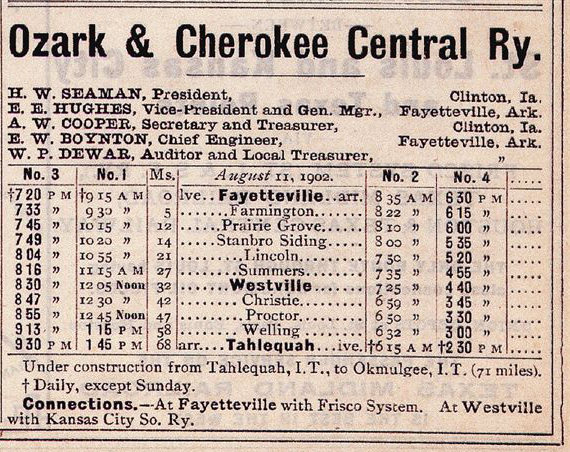 Ozark & Cherokee Central Ry.
H. W. SEAMAN, President, Clinton, Ia.
E. E. HUGHES, Vice-President and Gen. Mgr., Fayetteville, Ark.
A. W. COOPER, Secretary and Treasurer, Clinton, Ia.
E. W. BOYNTON, Chief Engineer, Fayetteville, Ark.
W. P. DEWAR, Auditor and Local Treasurer, "
No. 3 No. 1 Ms. August 11, 1902. No. 2 No. 4 .....
†7 20 P M †9 15 A M 0 lve..Fayetteville..arr. 8 35 A M 6 30 P M .....
7 33 " 9 30 " 5 ......Farmington...... 8 22 " 6 15 " .....
7 45 " 10 15 " 12 ....Prairie Grove.... 8 10 " 6 00 " .....
7 49 " 10 20 " 14 ...Stanbro Siding... 8 00 " 5 35 " .....
8 04 " 10 55 " 21 ........Lincoln........ 7 50 " 5 20 " .....
8 16 " 11 15 A M 27 .......Summers....... 7 35 " 4 55 " .....
8 30 " 12 05 Noon 32 ......Westville...... 7 25 " 4 40 " .....
8 47 " 12 30 " 42 ........Christie........ 6 59 " 3 45 " .....
8 55 " 12 45 Noon 47 ........Proctor........ 6 50 " 3 30 " .....
9 13 " 1 15 P M 58 ........Welling........ 6 32 " 3 00 " .....
9 30 P M 1 45 P M 68 arr....Tahlequah....lve. †6 15 A M †2 30 P M .....
Under construction from Tahlequah, I.T., to Okmulgee, I.T. (71 miles).
† Daily, except Sunday.
Connections.—At Fayetteville with Frisco System. At Westville
with Kansas City So. Ry.